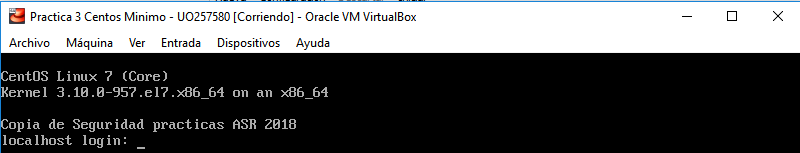 Practica 3 Centos Minimo - UO257580 [Corriendo] - Oracle VM VirtualBox
Archivo Máquina Ver Entrada Dispositivos Ayuda
CentOS Linux 7 (Core)
Kernel 3.10.0-957.el7.x86_64 on an x86_64
Copia de Seguridad practicas ASR 2018
localhost login: _